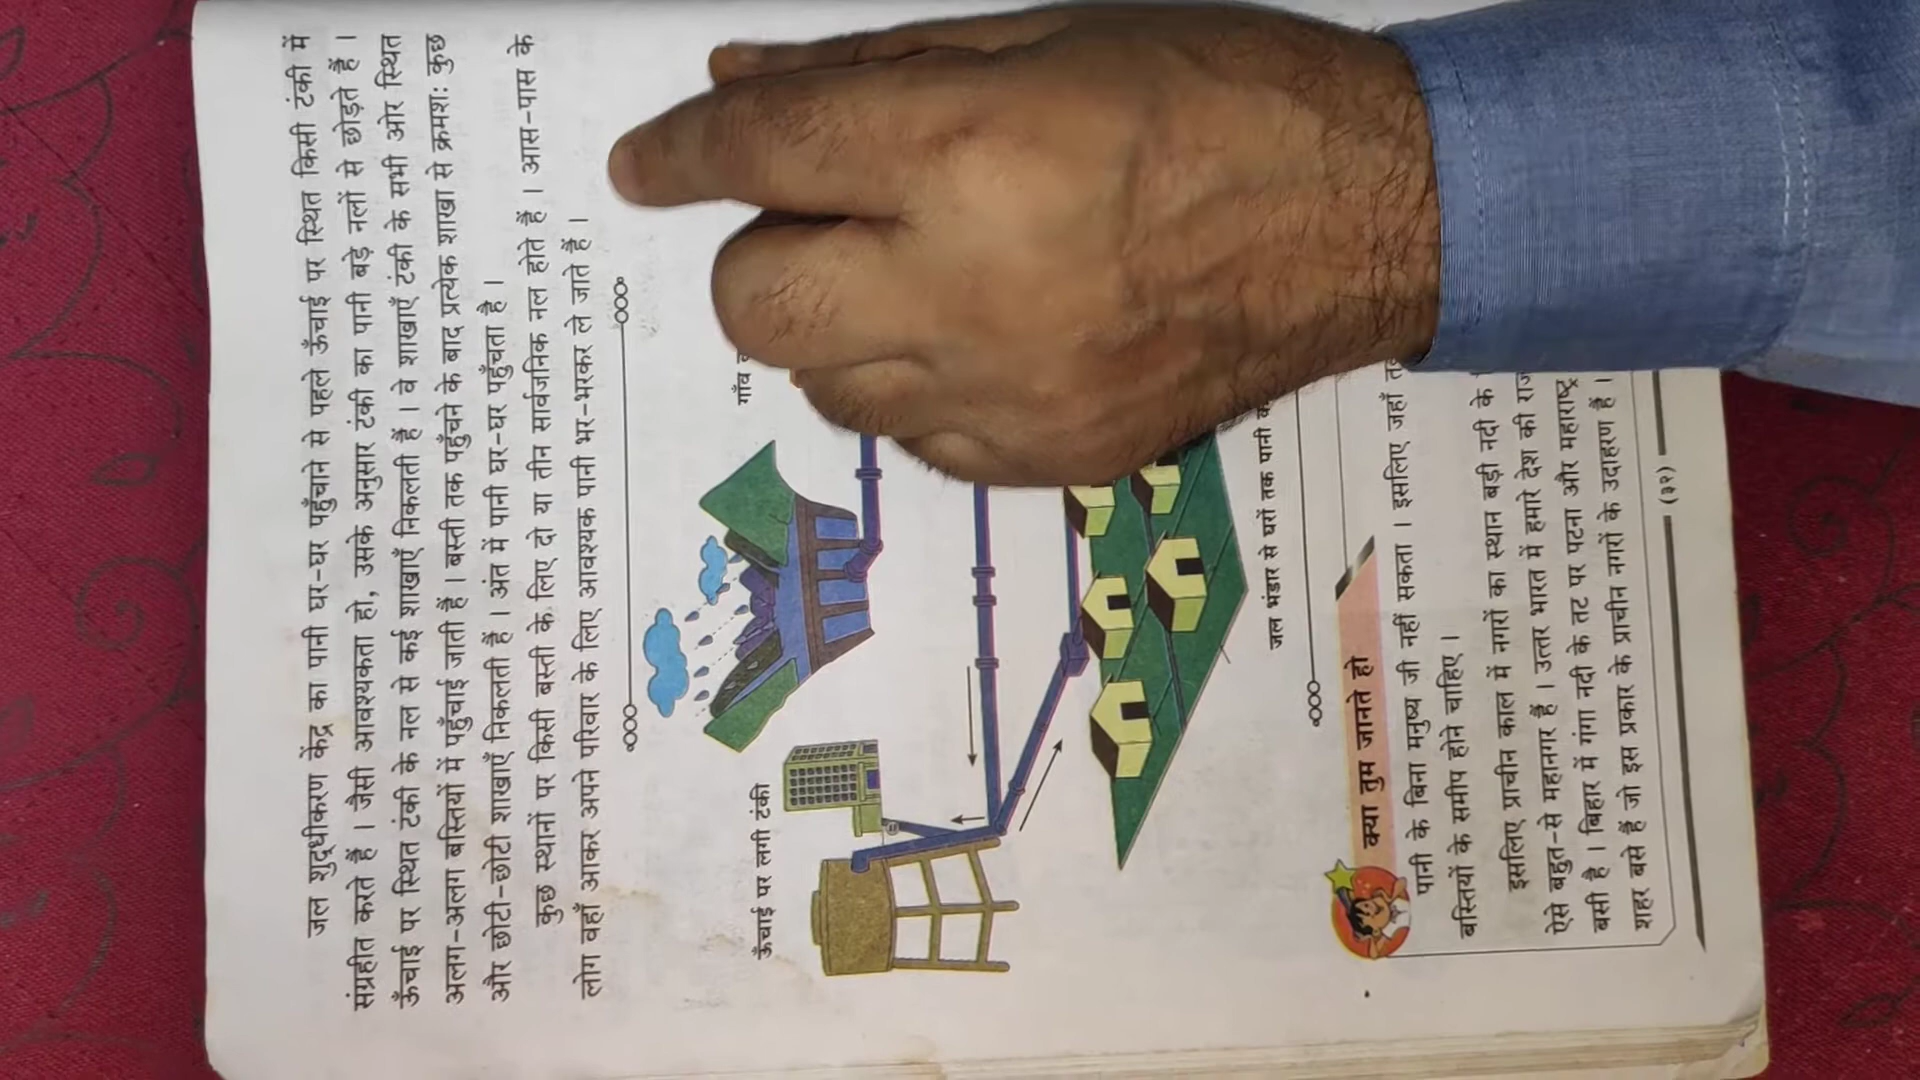 जल शुद्धीकरण केंद्र का पानी घर-घर पहुँचाने से पहले ऊँचाई पर स्थित किसी टंकी में
संग्रहीत करते हैं । जैसी आवश्यकता हो, उसके अनुसार टंकी का पानी बड़े नलों से छोड़ते हैं ।
ऊँचाई पर स्थित टंकी के नल से कई शाखाएँ निकलती हैं । वे शाखाएँ टंकी के सभी ओर स्थित
अलग-अलग बस्तियों में पहुँचाई जाती हैं । बस्ती तक पहुँचने के बाद प्रत्येक शाखा से क्रमशः कुछ
और छोटी-छोटी शाखाएँ निकलती हैं । अंत में पानी घर-घर पहुँचता है ।
कुछ स्थानों पर किसी बस्ती के लिए दो या तीन सार्वजनिक नल होते हैं । आस-पास के
लोग वहाँ आकर अपने परिवार के लिए आवश्यक पानी भर-भरकर ले जाते हैं ।
ऊँचाई पर लगी टंकी
गाँव
जल भंडार से घरों तक पानी
क्या तुम जानते हो
पानी के बिना मनुष्य जी नहीं सकता । इसलिए जहाँ
बस्तियों के समीप होने चाहिए ।
इसलिए प्राचीन काल में नगरों का स्थान बड़ी नदी के
ऐसे बहुत-से महानगर हैं । उत्तर भारत में हमारे देश की
बसी है । बिहार में गंगा नदी के तट पर पटना और महाराष्ट्र
शहर बसे हैं जो इस प्रकार के प्राचीन नगरों के उदाहरण हैं ।
(३२)